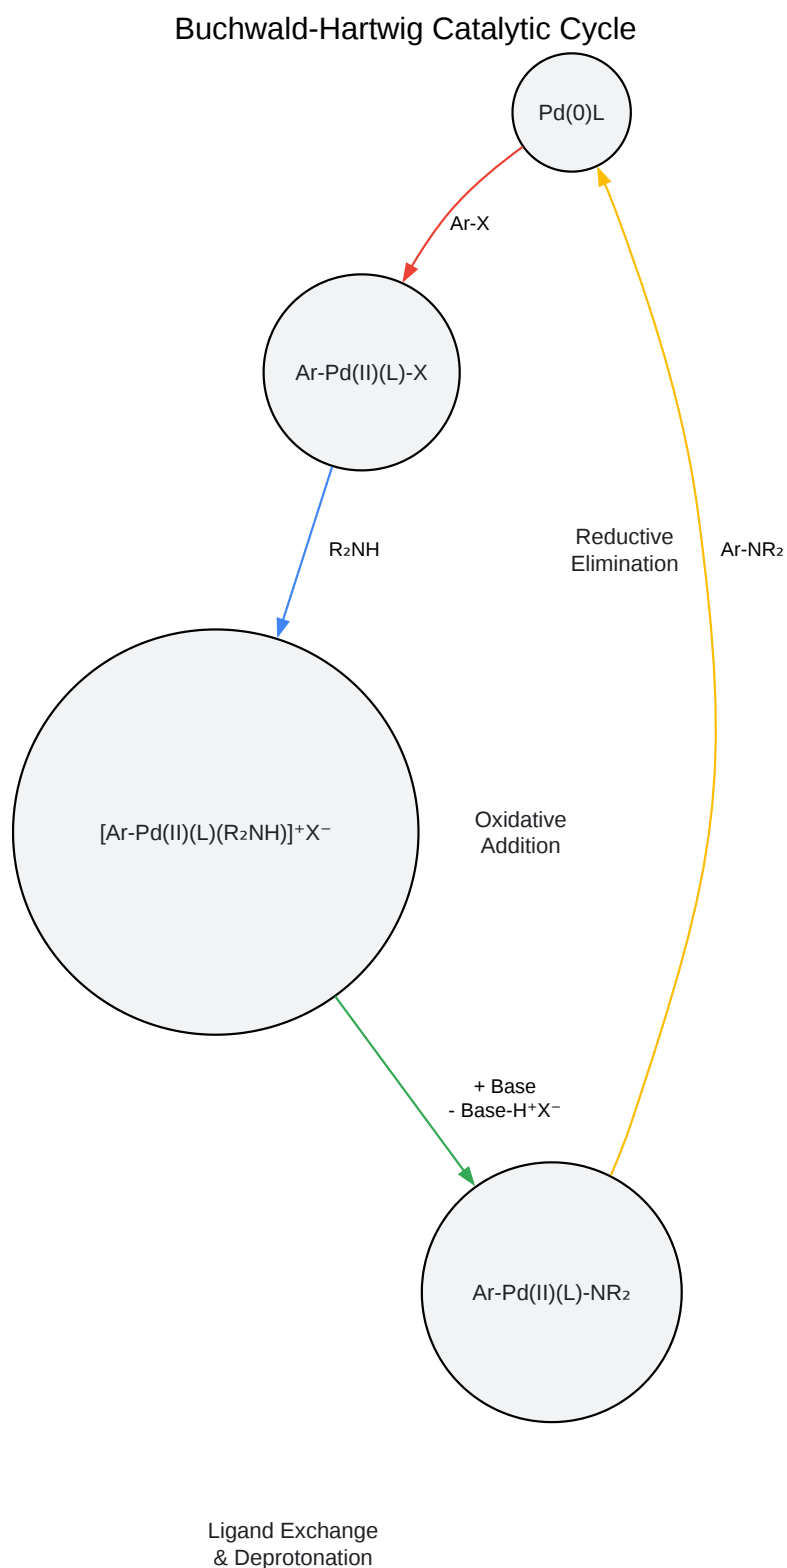 Buchwald-Hartwig Catalytic Cycle
Pd(0)L
Ar-X
Ar-Pd(II)(L)-X
R₂NH
Reductive
Elimination
Ar-NR₂
[Ar-Pd(II)(L)(R₂NH)]⁺X⁻
Oxidative
Addition
+ Base
- Base-H⁺X⁻
Ar-Pd(II)(L)-NR₂
Ligand Exchange
& Deprotonation